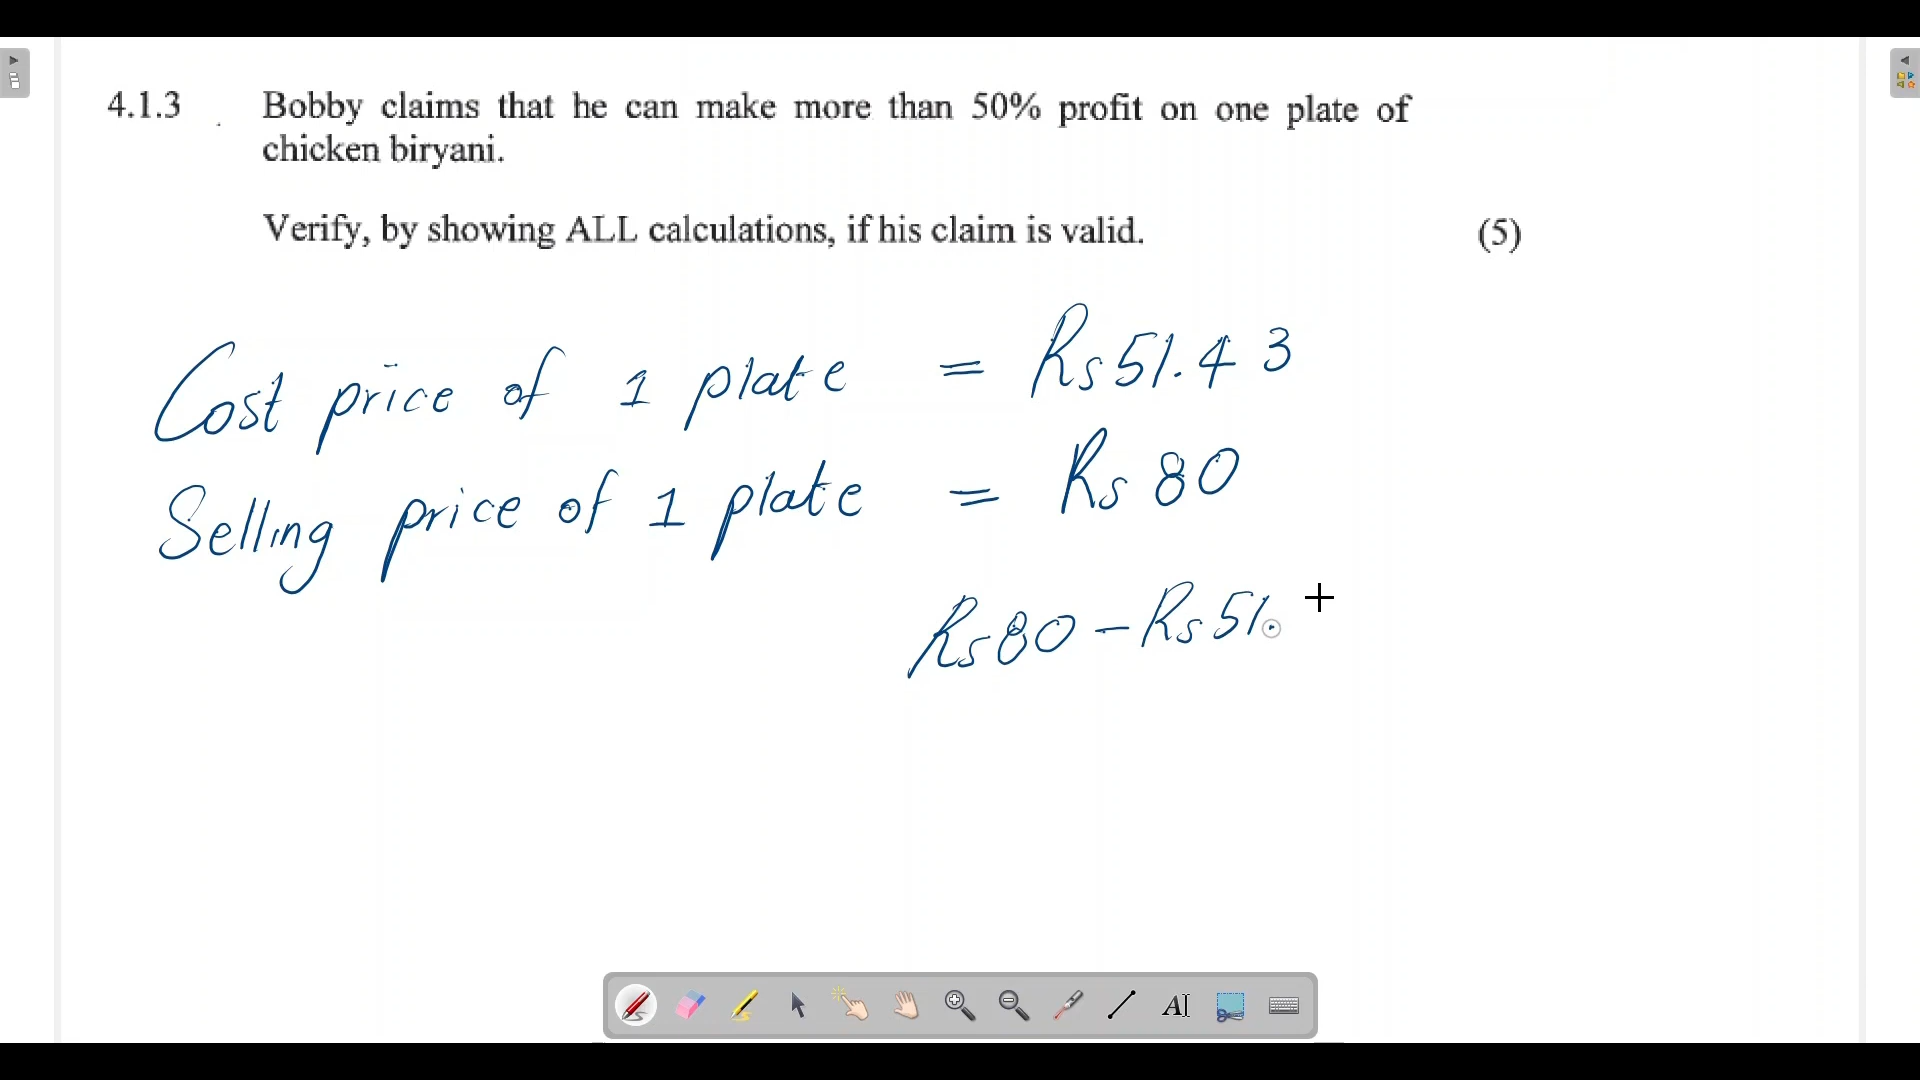 4.1.3 Bobby claims that he can make more than 50% profit on one plate of
chicken biryani.
Verify, by showing ALL calculations, if his claim is valid. (5)
Cost price of 1 plate = Rs 51.43
Selling price of 1 plate = Rs 80
Rs 80 - Rs 51.
AI